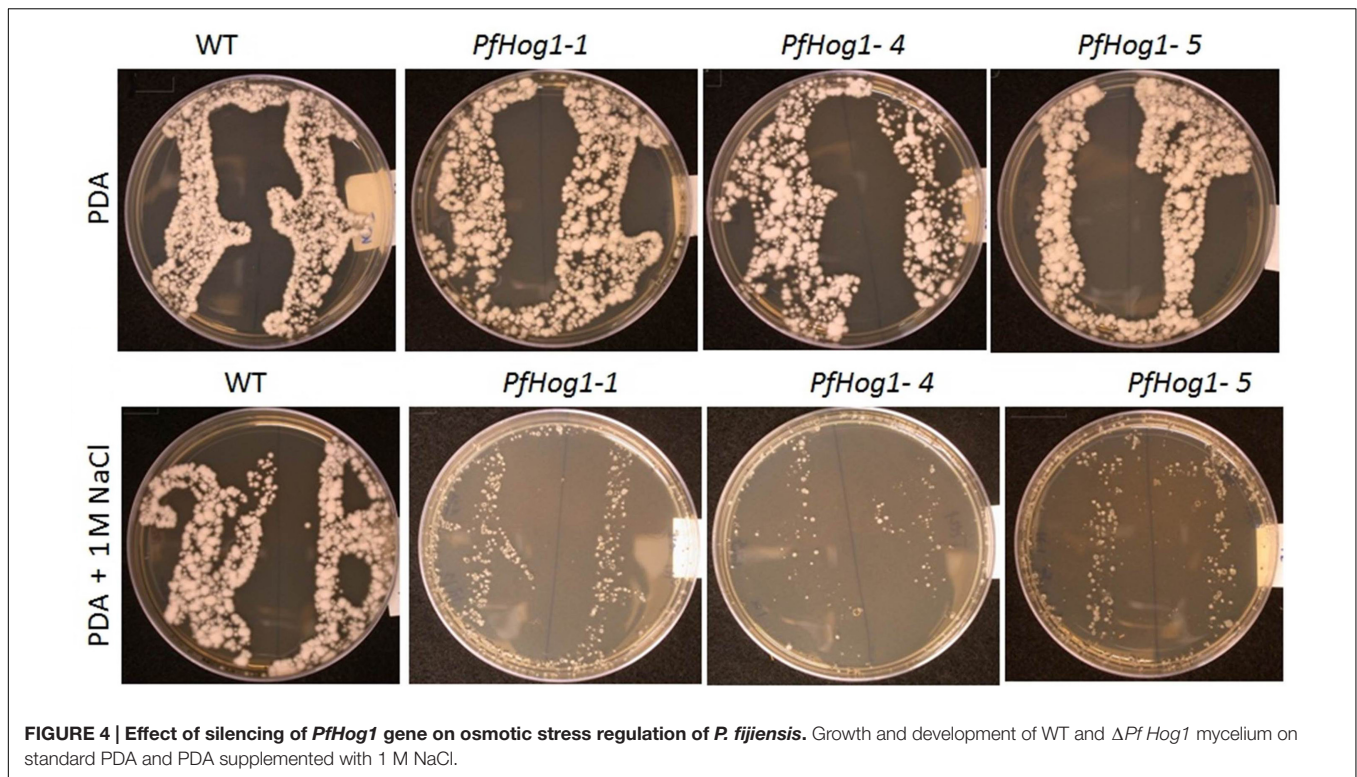 WT PfHog1-1 PfHog1- 4 PfHog1- 5
PDA
WT PfHog1-1 PfHog1- 4 PfHog1- 5
PDA + 1M NaCl
FIGURE 4 | Effect of silencing of PfHog1 gene on osmotic stress regulation of P. fijiensis. Growth and development of WT and ΔPf Hog1 mycelium on
standard PDA and PDA supplemented with 1 M NaCl.